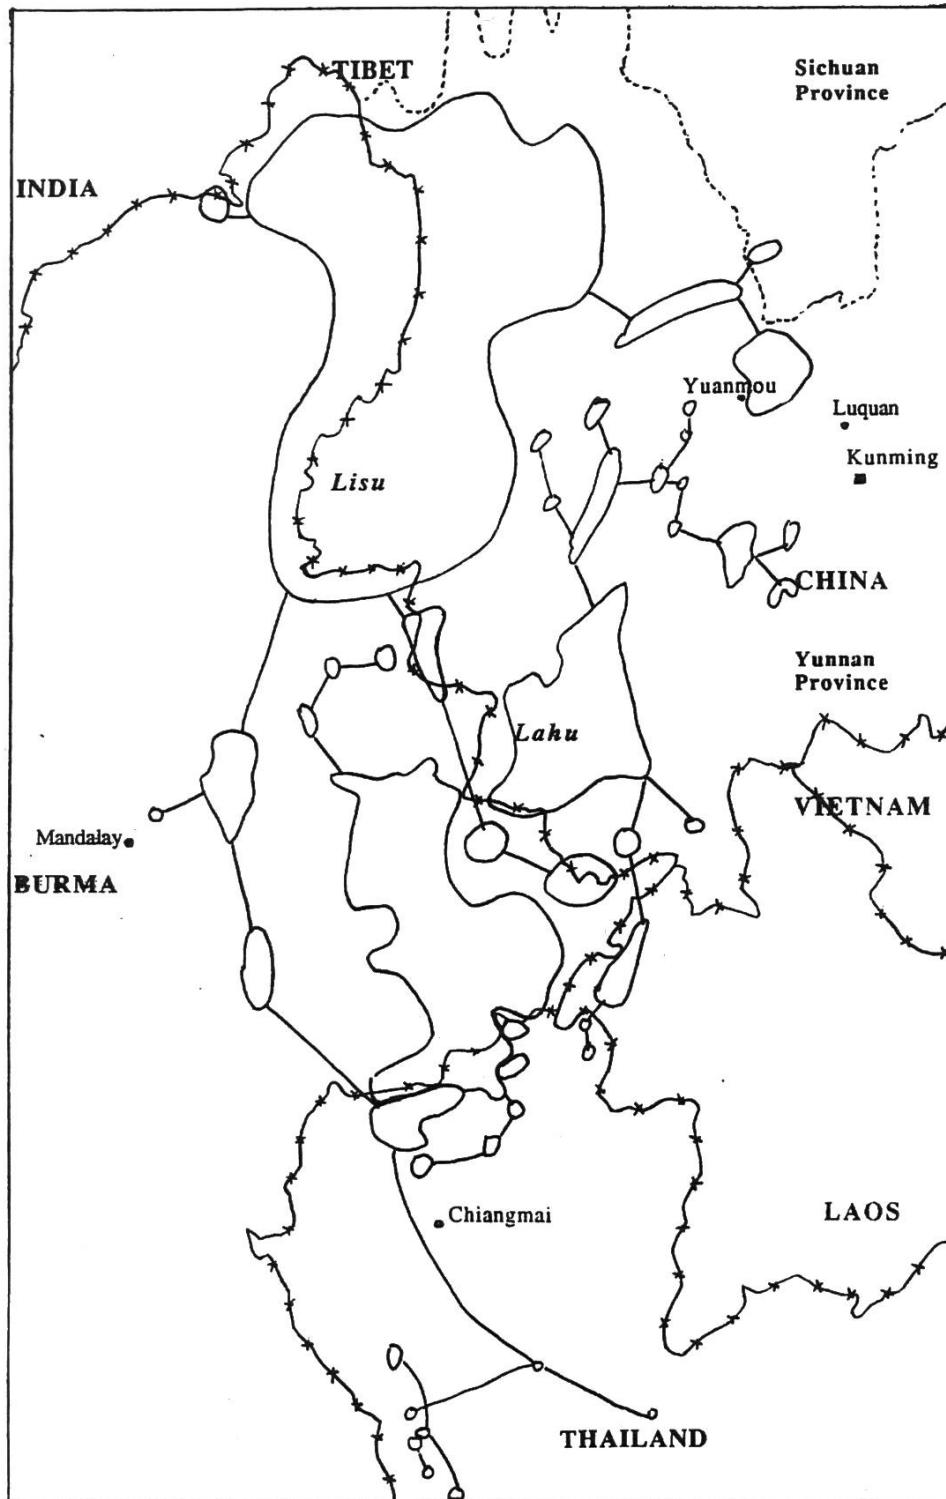 TIBET
Sichuan
Province
INDIA
Yuanmou
Luquan
Kunming
Lisu
CHINA
Yunnan
Province
Lahu
VIETNAM
Mandalay
BURMA
Chiangmai
LAOS
THAILAND